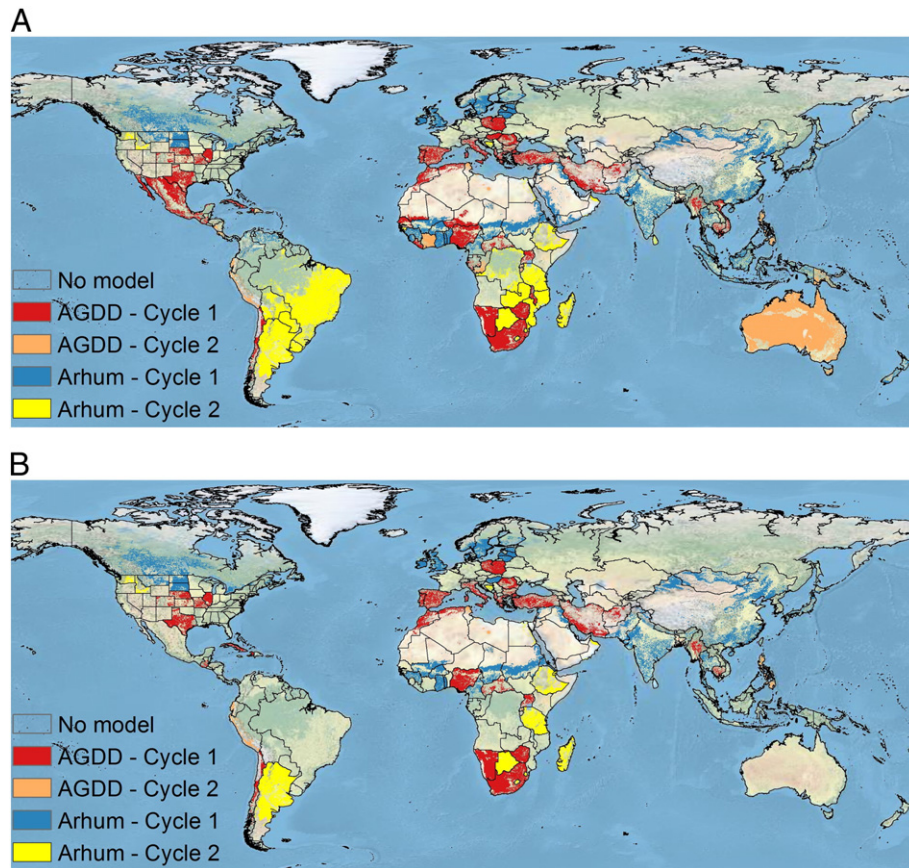 A
No model
AGDD - Cycle 1
AGDD - Cycle 2
Arhum - Cycle 1
Arhum - Cycle 2
B
No model
AGDD - Cycle 1
AGDD - Cycle 2
Arhum - Cycle 1
Arhum - Cycle 2